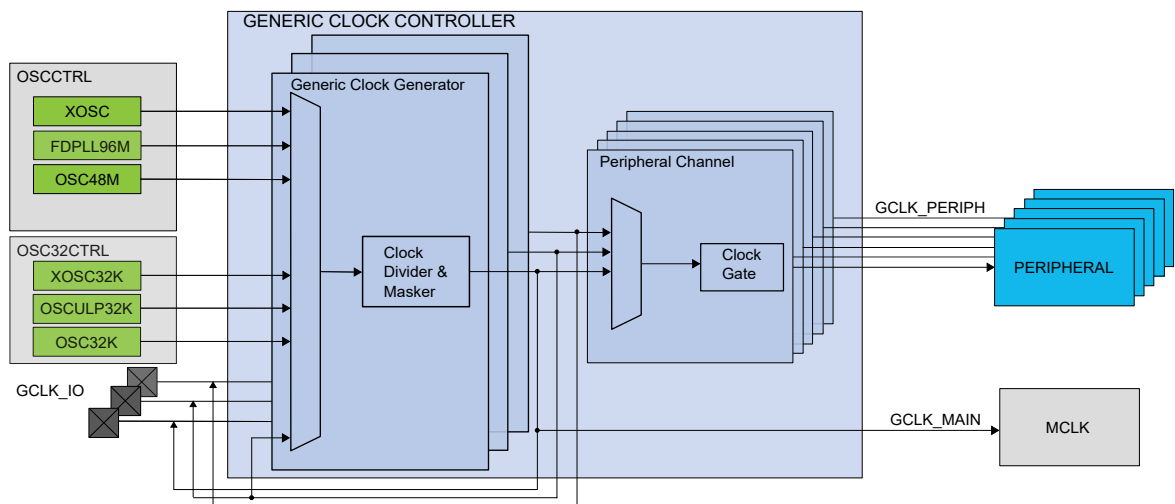 GENERIC CLOCK CONTROLLER
OSCCTRL
XOSC
FDPLL96M
OSC48M
OSC32CTRL
XOSC32K
OSCULP32K
OSC32K
GCLK_IO
Generic Clock Generator
Clock
Divider &
Masker
Peripheral Channel
Clock
Gate
GCLK_PERIPH
PERIPHERAL
GCLK_MAIN
MCLK